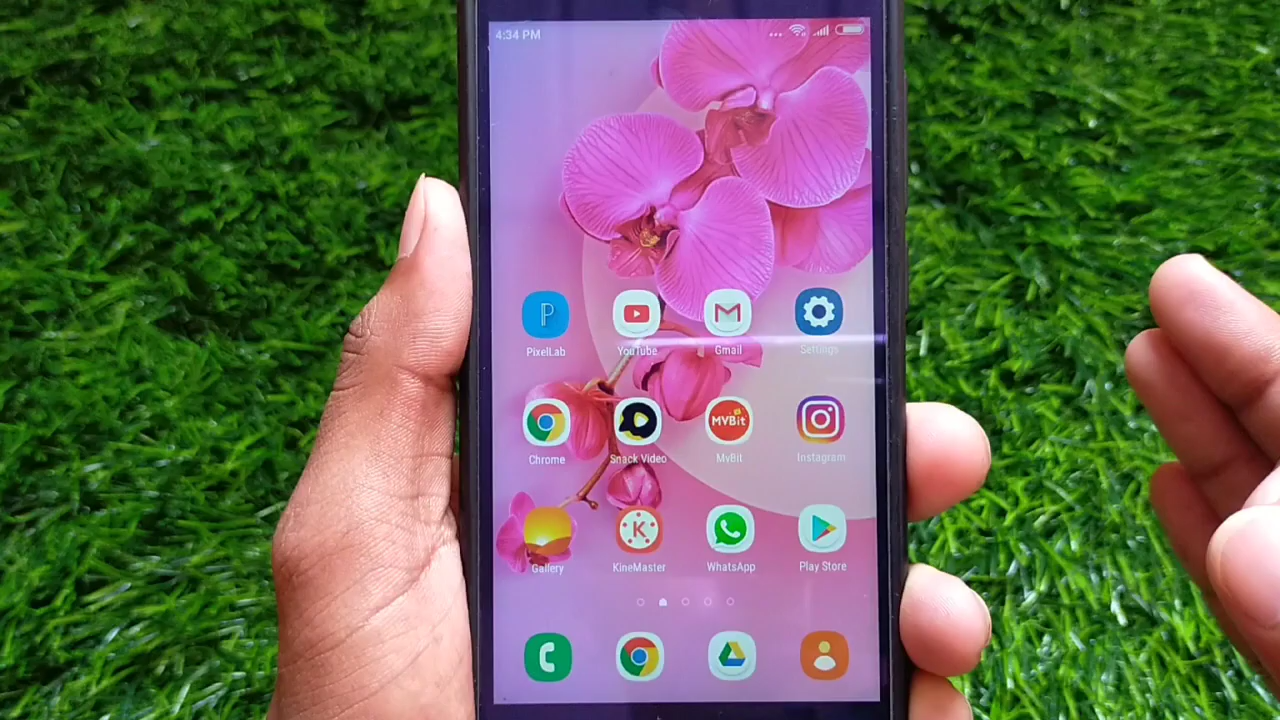 4:34 PM
P
PixelLab YouTube Gmail Settings
MVBit
Chrome Snack Video MvBit Instagram
K
Gallery KineMaster WhatsApp Play Store